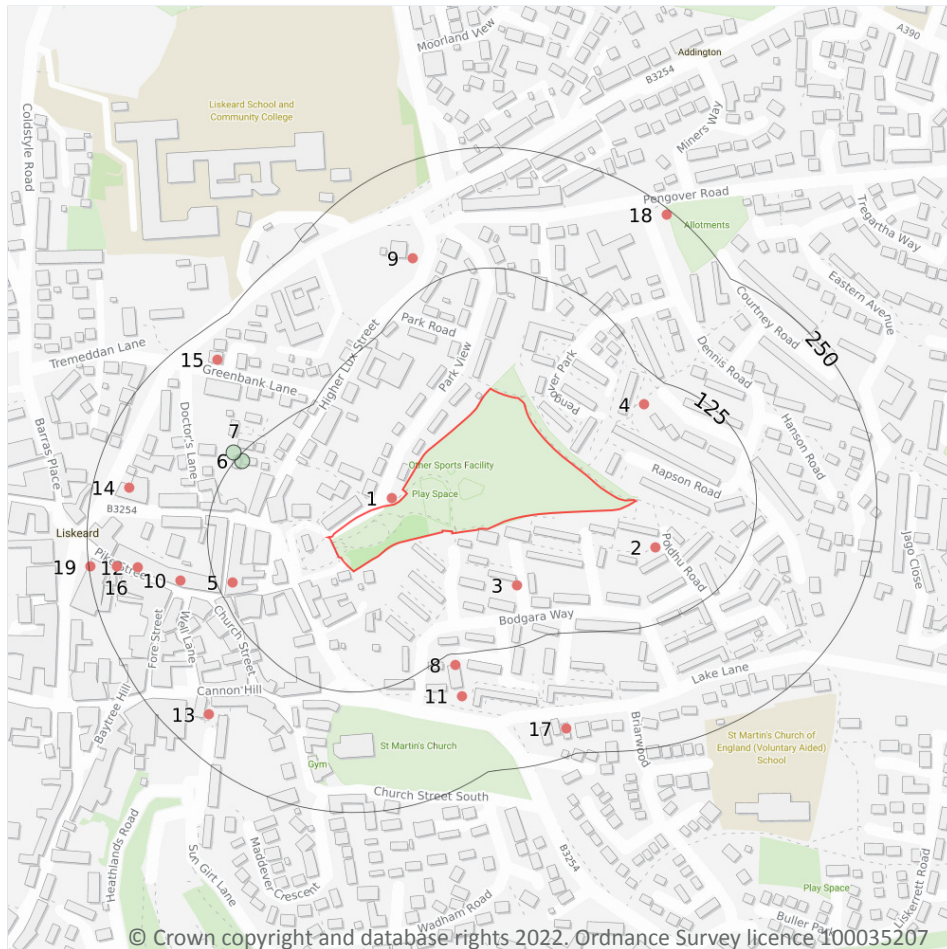 Moorland View
Addington
A390
B3254
Liskeard School and
Community College
Coldstyle Road
Miners Way
Pengover Road
18
Allotments
Tregartha Way
9
Eastern Avenue
Courtney Road
250
Park Road
Tremeddan Lane
15
Greenbank Lane
Higher Lux Street
Park View
Dennis Road
125
4
Barras Place
Doctor's Lane
7
6
Hanson Road
Other Sports Facility
Rapson Road
14
1
Play Space
B3254
Liskeard
2
Poldhu Road
Jago Close
19
12
16
10
5
3
Fore Street
Well Lane
Church Street
Bodgara Way
8
Lake Lane
11
Cannon Hill
13
17
Baytree Hill
Briarwood
St Martin's Church
St Martin's Church of
England (Voluntary Aided)
School
Gym
Church Street South
Heathlands Road
Sun Girt Lane
Maddever Crescent
B3254
Play Space
Wadham Road
Liskerrett Road
© Crown copyright and database rights 2022. Ordnance Survey licence 100035207